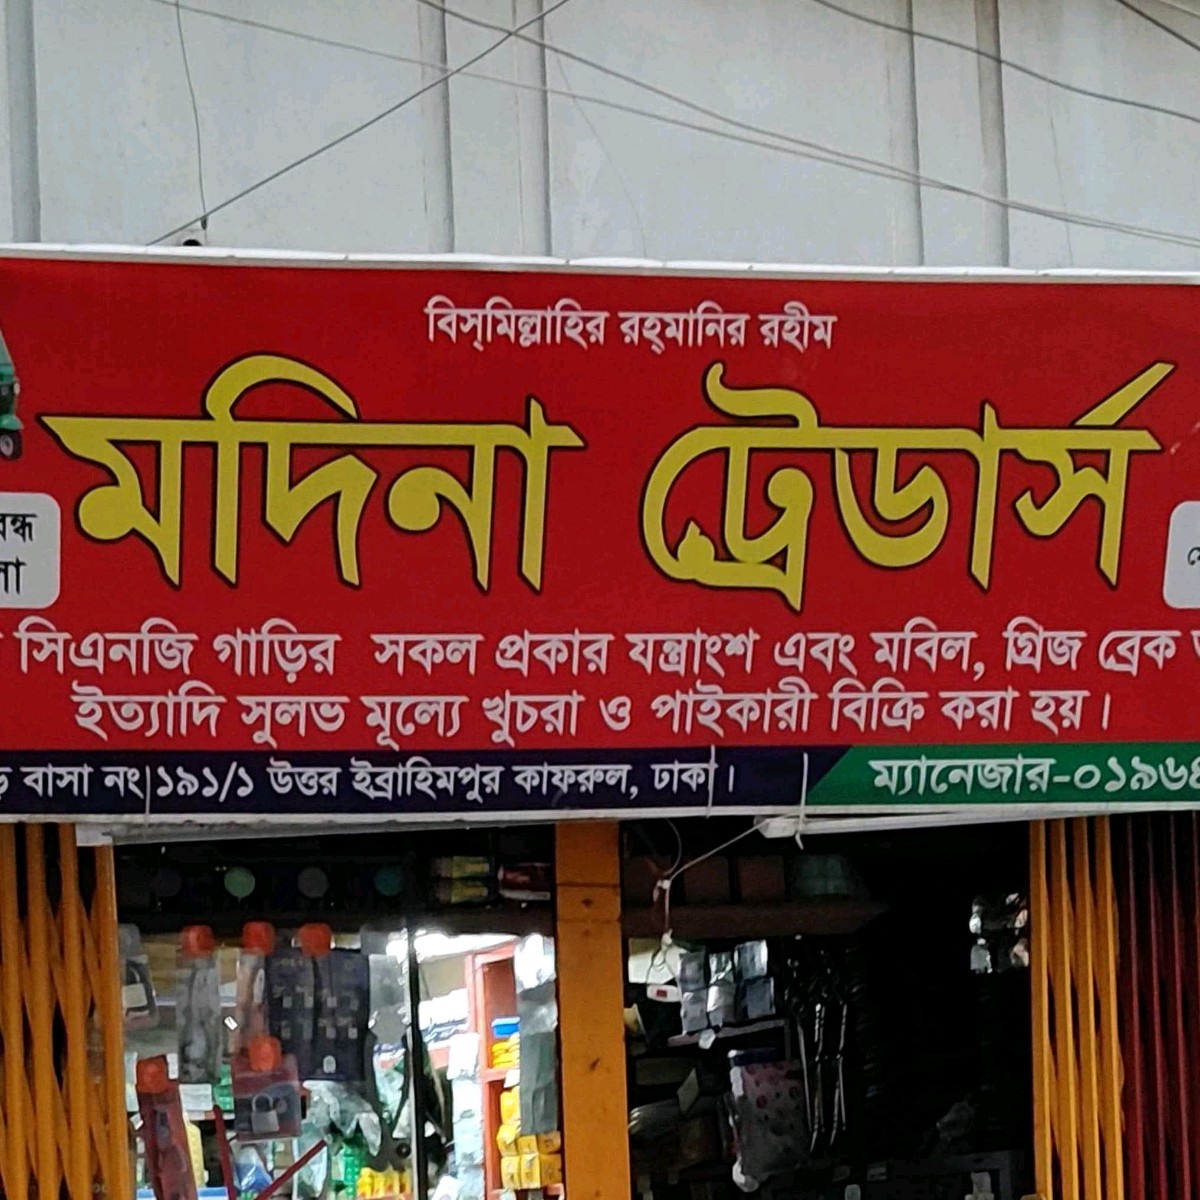 বিস্‌মিল্লাহির রহ্‌মানির রহীম
মদিনা ট্রেডার্স
সিএনজি গাড়ির সকল প্রকার যন্ত্রাংশ এবং মবিল, গ্রিজ ব্রেক
ইত্যাদি সুলভ মূল্যে খুচরা ও পাইকারী বিক্রি করা হয়।
বাসা নং ১৯১/১ উত্তর ইব্রাহিমপুর কাফরুল, ঢাকা।
ম্যানেজার-০১৯৬৪